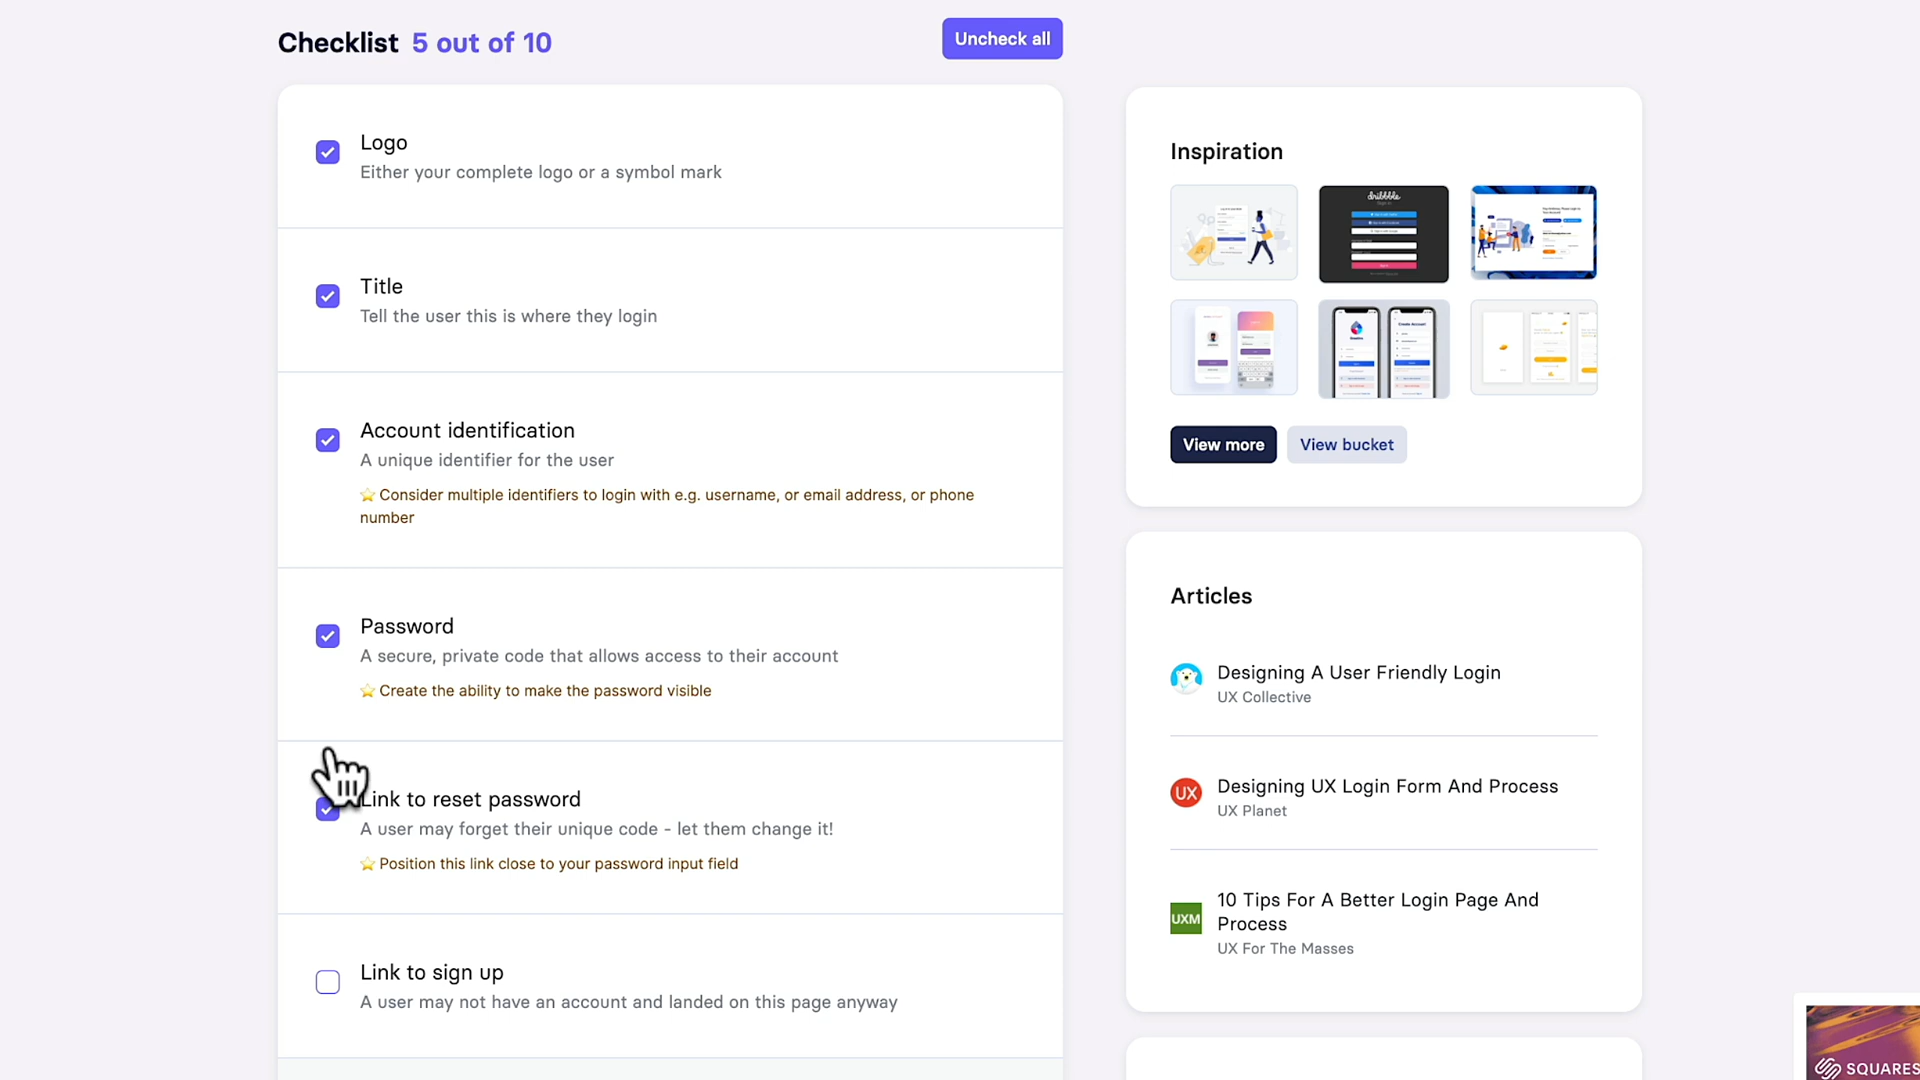 Checklist 5 out of 10
Uncheck all
Logo
Either your complete logo or a symbol mark
Title
Tell the user this is where they login
Account identification
A unique identifier for the user
⭐ Consider multiple identifiers to login with e.g. username, or email address, or phone
number
Password
A secure, private code that allows access to their account
⭐ Create the ability to make the password visible
Link to reset password
A user may forget their unique code - let them change it!
⭐ Position this link close to your password input field
Link to sign up
A user may not have an account and landed on this page anyway
Inspiration
dribbble
Create Account
View more
View bucket
Articles
Designing A User Friendly Login
UX Collective
UX
Designing UX Login Form And Process
UX Planet
UXM
10 Tips For A Better Login Page And
Process
UX For The Masses
SQUARES